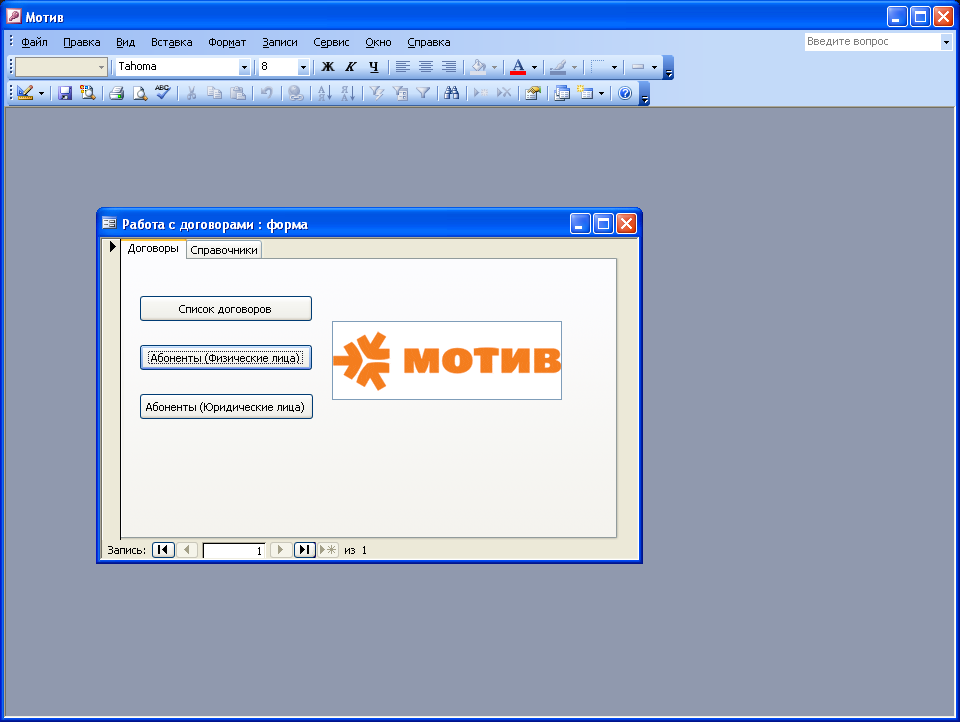 Мотив
Файл Правка Вид Вставка Формат Записи Сервис Окно Справка Введите вопрос
Tahoma 8 Ж К Ч A
ABC А Я Я А ?
Работа с договорами : форма
Договоры Справочники
Список договоров
Абоненты (Физические лица)
МОТИВ
Абоненты (Юридические лица)
Запись: 1 из 1